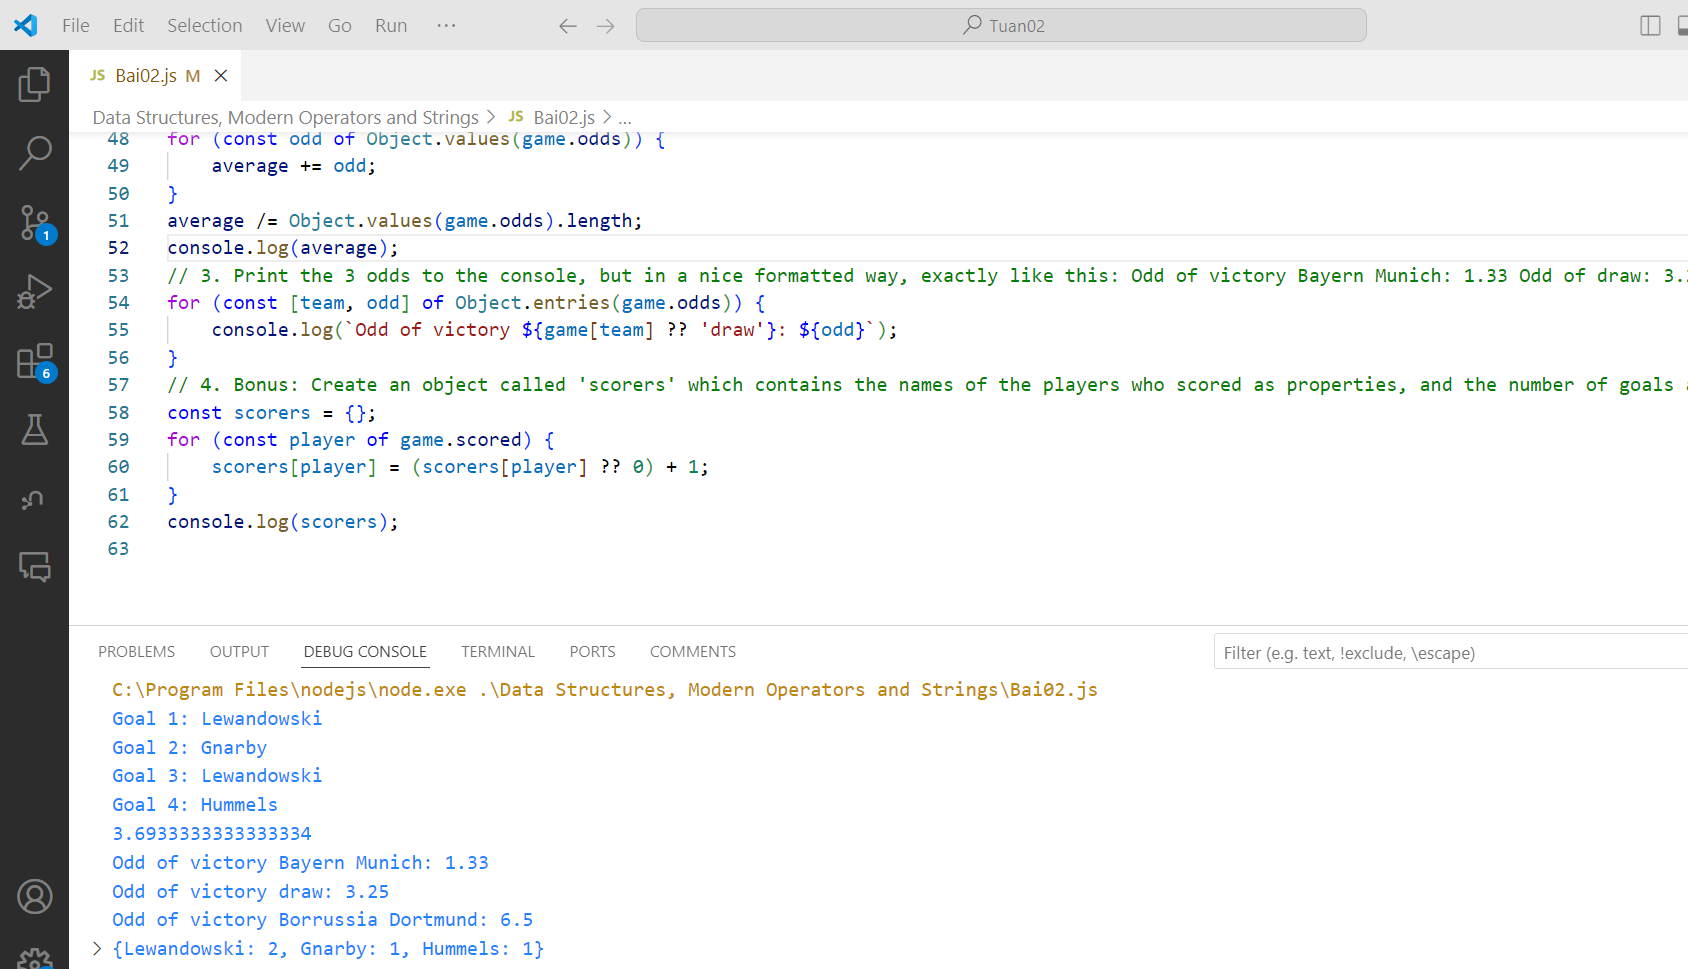 File Edit Selection View Go Run ...
Tuan02
JS Bai02.js M
Data Structures, Modern Operators and Strings > JS Bai02.js > ...
48 for (const odd of Object.values(game.odds)) {
49 average += odd;
50 }
51 average /= Object.values(game.odds).length;
52 console.log(average);
53 // 3. Print the 3 odds to the console, but in a nice formatted way, exactly like this: Odd of victory Bayern Munich: 1.33 Odd of draw: 3.
54 for (const [team, odd] of Object.entries(game.odds)) {
55 console.log(`Odd of victory ${game[team] ?? 'draw'}: ${odd}`);
56 }
57 // 4. Bonus: Create an object called 'scorers' which contains the names of the players who scored as properties, and the number of goals
58 const scorers = {};
59 for (const player of game.scored) {
60 scorers[player] = (scorers[player] ?? 0) + 1;
61 }
62 console.log(scorers);
63
1
6
PROBLEMS OUTPUT DEBUG CONSOLE TERMINAL PORTS COMMENTS
Filter (e.g. text, !exclude, \escape)
C:\Program Files\nodejs\node.exe .\Data Structures, Modern Operators and Strings\Bai02.js
Goal 1: Lewandowski
Goal 2: Gnarby
Goal 3: Lewandowski
Goal 4: Hummels
3.6933333333333334
Odd of victory Bayern Munich: 1.33
Odd of victory draw: 3.25
Odd of victory Borrussia Dortmund: 6.5
> {Lewandowski: 2, Gnarby: 1, Hummels: 1}